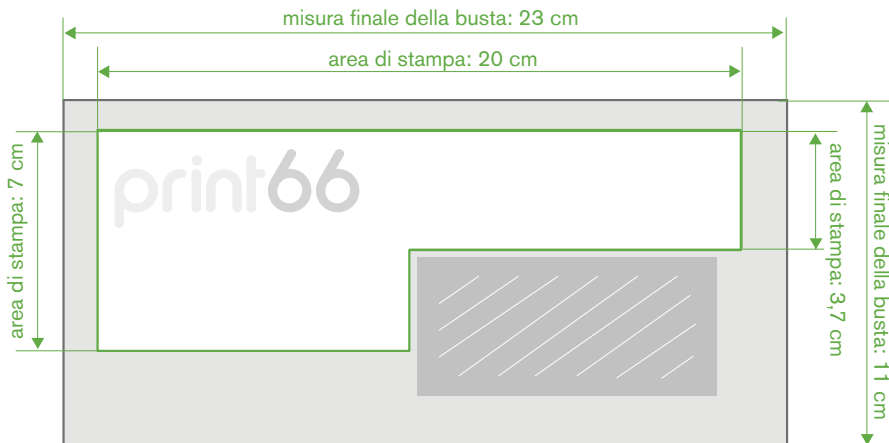 misura finale della busta: 23 cm
area di stampa: 20 cm
area di stampa: 7 cm
print66
area di stampa: 3,7 cm
misura finale della busta: 11 cm